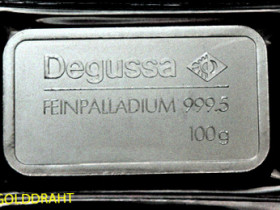 Degussa
FEINPALLADIUM 999.5
100g
GOLDDRAHT